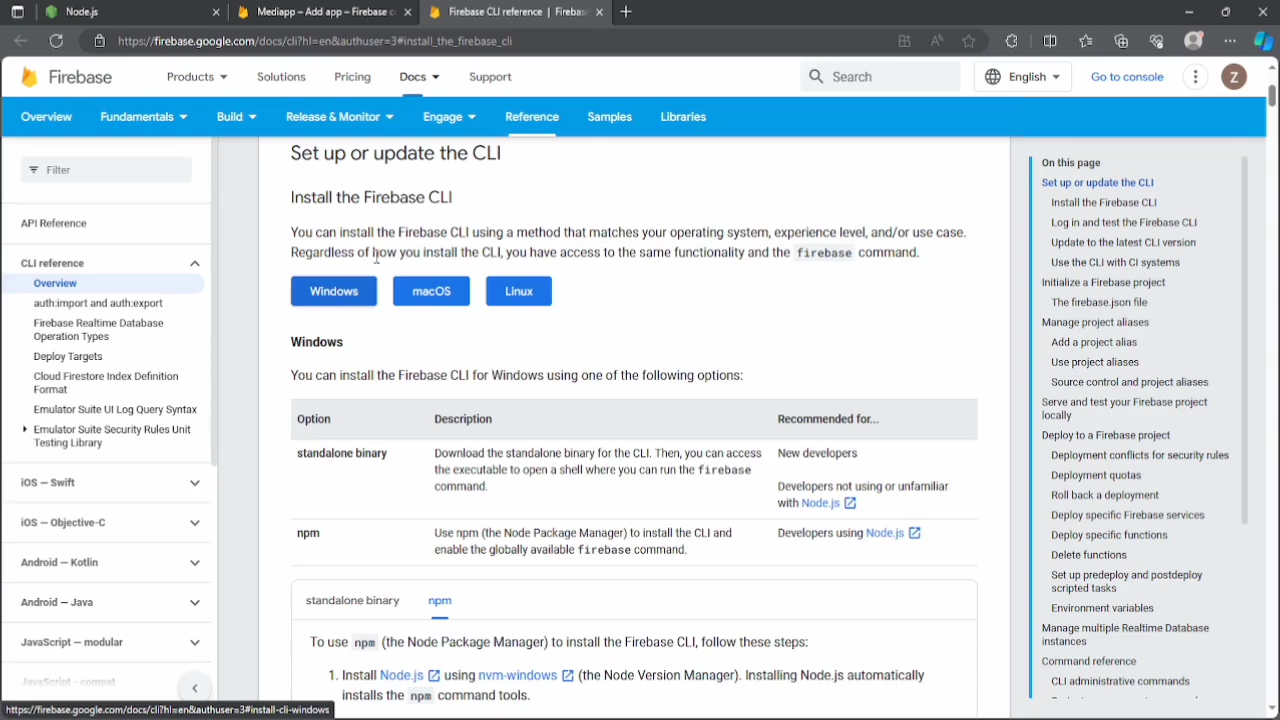 Node.js
Mediapp – Add app – Firebase c
Firebase CLI reference | Firebas
https://firebase.google.com/docs/cli?hl=en&authuser=3#install_the_firebase_cli
Firebase
Products
Solutions
Pricing
Docs
Support
Search
English
Go to console
Z
Overview
Fundamentals
Build
Release & Monitor
Engage
Reference
Samples
Libraries
Filter
API Reference
CLI reference
Overview
auth:import and auth:export
Firebase Realtime Database
Operation Types
Deploy Targets
Cloud Firestore Index Definition
Format
Emulator Suite UI Log Query Syntax
Emulator Suite Security Rules Unit
Testing Library
iOS — Swift
iOS — Objective-C
Android — Kotlin
Android — Java
JavaScript — modular
JavaScript - compat
https://firebase.google.com/docs/cli?hl=en&authuser=3#install-cli-windows
Set up or update the CLI
Install the Firebase CLI
You can install the Firebase CLI using a method that matches your operating system, experience level, and/or use case.
Regardless of how you install the CLI, you have access to the same functionality and the firebase command.
Windows
macOS
Linux
Windows
You can install the Firebase CLI for Windows using one of the following options:
Option Description Recommended for...
standalone binary
Download the standalone binary for the CLI. Then, you can access
the executable to open a shell where you can run the firebase
command.
New developers
Developers not using or unfamiliar
with Node.js
npm
Use npm (the Node Package Manager) to install the CLI and
enable the globally available firebase command.
Developers using Node.js
standalone binary
npm
To use npm (the Node Package Manager) to install the Firebase CLI, follow these steps:
1. Install Node.js using nvm-windows (the Node Version Manager). Installing Node.js automatically
installs the npm command tools.
On this page
Set up or update the CLI
Install the Firebase CLI
Log in and test the Firebase CLI
Update to the latest CLI version
Use the CLI with CI systems
Initialize a Firebase project
The firebase.json file
Manage project aliases
Add a project alias
Use project aliases
Source control and project aliases
Serve and test your Firebase project
locally
Deploy to a Firebase project
Deployment conflicts for security rules
Deployment quotas
Roll back a deployment
Deploy specific Firebase services
Deploy specific functions
Delete functions
Set up predeploy and postdeploy
scripted tasks
Environment variables
Manage multiple Realtime Database
instances
Command reference
CLI administrative commands